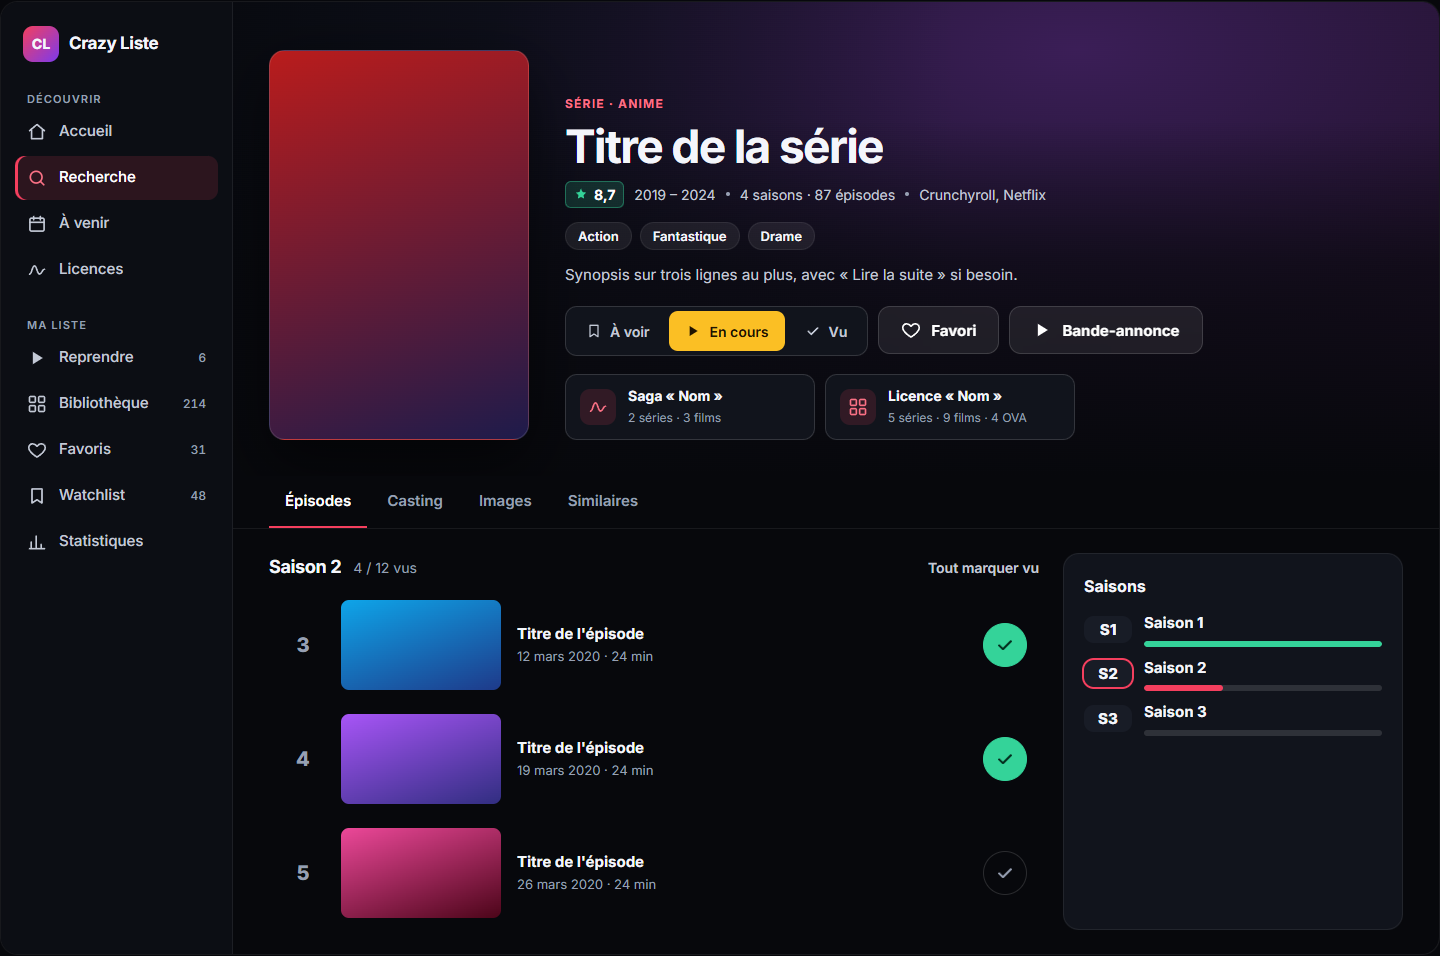 CL Crazy Liste
DÉCOUVRIR
Accueil
Recherche
À venir
Licences
MA LISTE
Reprendre 6
Bibliothèque 214
Favoris 31
Watchlist 48
Statistiques
SÉRIE · ANIME
Titre de la série
8,7 2019 – 2024 • 4 saisons · 87 épisodes • Crunchyroll, Netflix
Action Fantastique Drame
Synopsis sur trois lignes au plus, avec « Lire la suite » si besoin.
À voir En cours Vu Favori Bande-annonce
Saga « Nom »
2 séries · 3 films
Licence « Nom »
5 séries · 9 films · 4 OVA
Épisodes Casting Images Similaires
Saison 2 4 / 12 vus Tout marquer vu
3
Titre de l'épisode
12 mars 2020 · 24 min
4
Titre de l'épisode
19 mars 2020 · 24 min
5
Titre de l'épisode
26 mars 2020 · 24 min
Saisons
S1 Saison 1
S2 Saison 2
S3 Saison 3